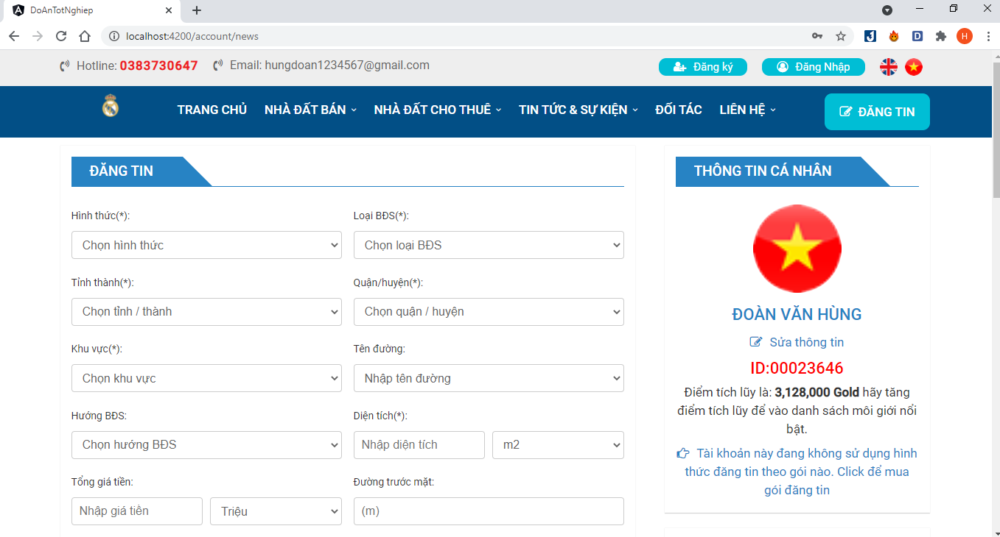 DoAnTotNghiep
localhost:4200/account/news
H
Hotline: 0383730647 Email: hungdoan1234567@gmail.com
Đăng ký
Đăng Nhập
TRANG CHỦ NHÀ ĐẤT BÁN NHÀ ĐẤT CHO THUÊ TIN TỨC & SỰ KIỆN ĐỐI TÁC LIÊN HỆ
ĐĂNG TIN
ĐĂNG TIN
Hình thức(*): Loại BĐS(*):
Chọn hình thức Chọn loại BĐS
Tỉnh thành(*): Quận/huyện(*):
Chọn tỉnh / thành Chọn quận / huyện
Khu vực(*): Tên đường:
Chọn khu vực Nhập tên đường
Hướng BĐS: Diện tích(*):
Chọn hướng BĐS Nhập diện tích m2
Tổng giá tiền: Đường trước mặt:
Nhập giá tiền Triệu (m)
THÔNG TIN CÁ NHÂN
ĐOÀN VĂN HÙNG
Sửa thông tin
ID:00023646
Điểm tích lũy là: 3,128,000 Gold hãy tăng
điểm tích lũy để vào danh sách môi giới nổi
bật.
Tài khoản này đang không sử dụng hình
thức đăng tin theo gói nào. Click để mua
gói đăng tin